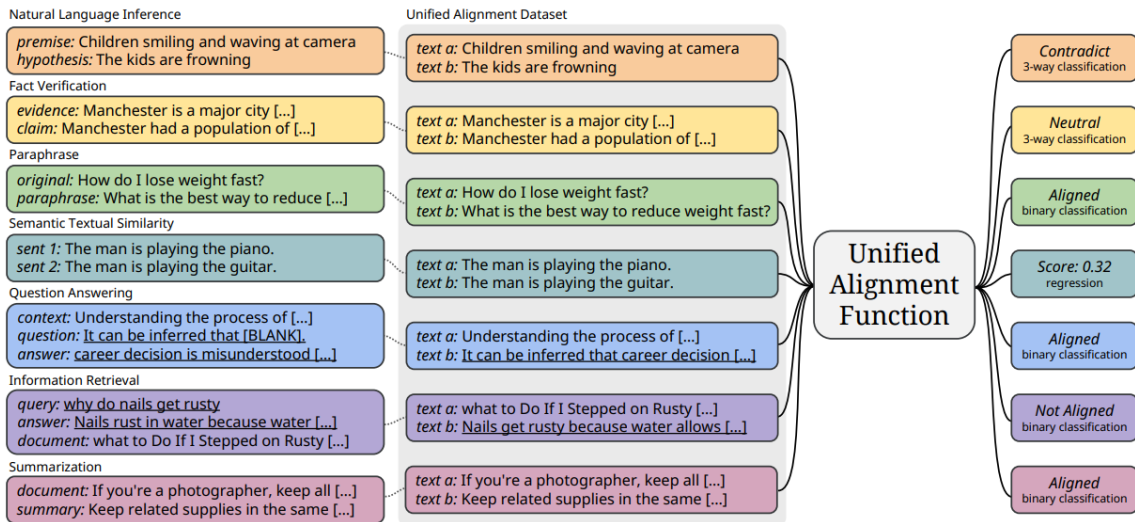 Natural Language Inference
premise: Children smiling and waving at camera
hypothesis: The kids are frowning
Fact Verification
evidence: Manchester is a major city [...]
claim: Manchester had a population of [...]
Paraphrase
original: How do I lose weight fast?
paraphrase: What is the best way to reduce [...]
Semantic Textual Similarity
sent 1: The man is playing the piano.
sent 2: The man is playing the guitar.
Question Answering
context: Understanding the process of [...]
question: It can be inferred that [BLANK].
answer: career decision is misunderstood [...]
Information Retrieval
query: why do nails get rusty
answer: Nails rust in water because water [...]
document: what to Do If I Stepped on Rusty [...]
Summarization
document: If you're a photographer, keep all [...]
summary: Keep related supplies in the same [...]
Unified Alignment Dataset
text a: Children smiling and waving at camera
text b: The kids are frowning
text a: Manchester is a major city [...]
text b: Manchester had a population of [...]
text a: How do I lose weight fast?
text b: What is the best way to reduce weight fast?
text a: The man is playing the piano.
text b: The man is playing the guitar.
text a: Understanding the process of [...]
text b: It can be inferred that career decision [...]
text a: what to Do If I Stepped on Rusty [...]
text b: Nails get rusty because water allows [...]
text a: If you're a photographer, keep all [...]
text b: Keep related supplies in the same [...]
Unified
Alignment
Function
Contradict
3-way classification
Neutral
3-way classification
Aligned
binary classification
Score: 0.32
regression
Aligned
binary classification
Not Aligned
binary classification
Aligned
binary classification